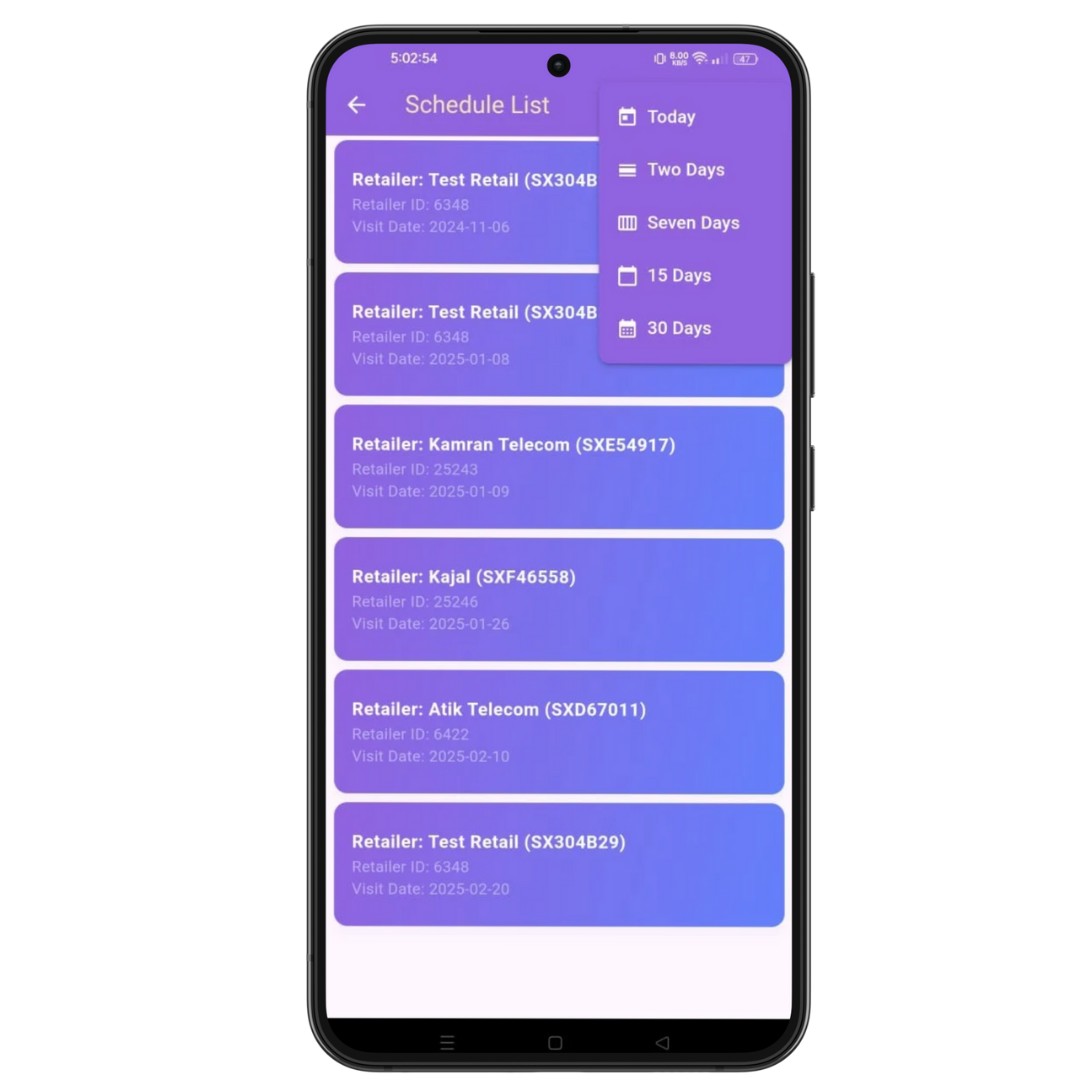 5:02:54
8.00
KB/S
47
Schedule List
Today
Two Days
Seven Days
15 Days
30 Days
Retailer: Test Retail (SX304B
Retailer ID: 6348
Visit Date: 2024-11-06
Retailer: Test Retail (SX304B
Retailer ID: 6348
Visit Date: 2025-01-08
Retailer: Kamran Telecom (SXE54917)
Retailer ID: 25243
Visit Date: 2025-01-09
Retailer: Kajal (SXF46558)
Retailer ID: 25246
Visit Date: 2025-01-26
Retailer: Atik Telecom (SXD67011)
Retailer ID: 6422
Visit Date: 2025-02-10
Retailer: Test Retail (SX304B29)
Retailer ID: 6348
Visit Date: 2025-02-20